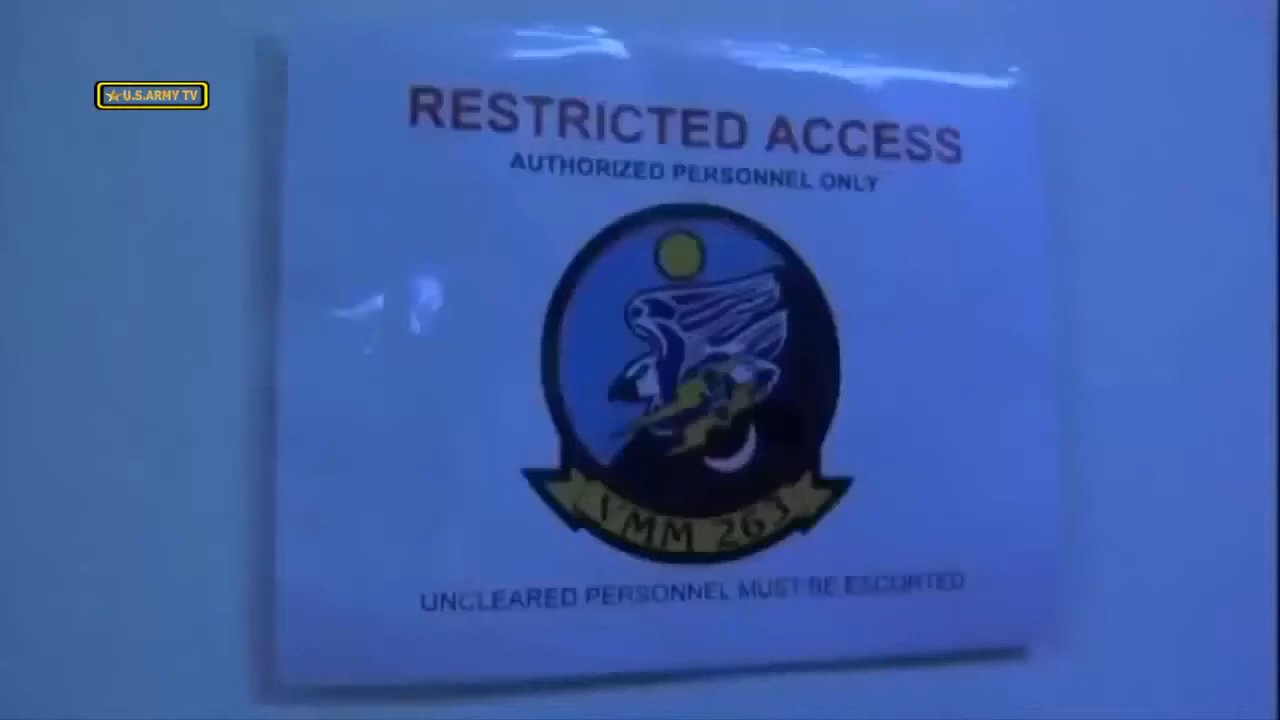 U.S.ARMY TV
RESTRICTED ACCESS
AUTHORIZED PERSONNEL ONLY
VMM 263
UNCLEARED PERSONNEL MUST BE ESCORTED